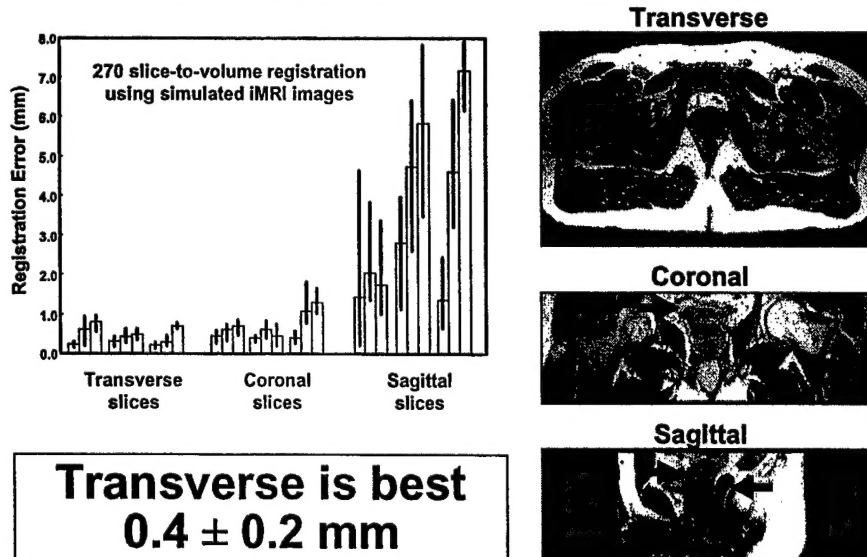 8.0
7.0
6.0
5.0
4.0
3.0
2.0
1.0
0.0
Registration Error (mm)
270 slice-to-volume registration
using simulated iMRI images
Transverse
slices
Coronal
slices
Sagittal
slices
Transverse is best
0.4 ± 0.2 mm
Transverse
Coronal
Sagittal